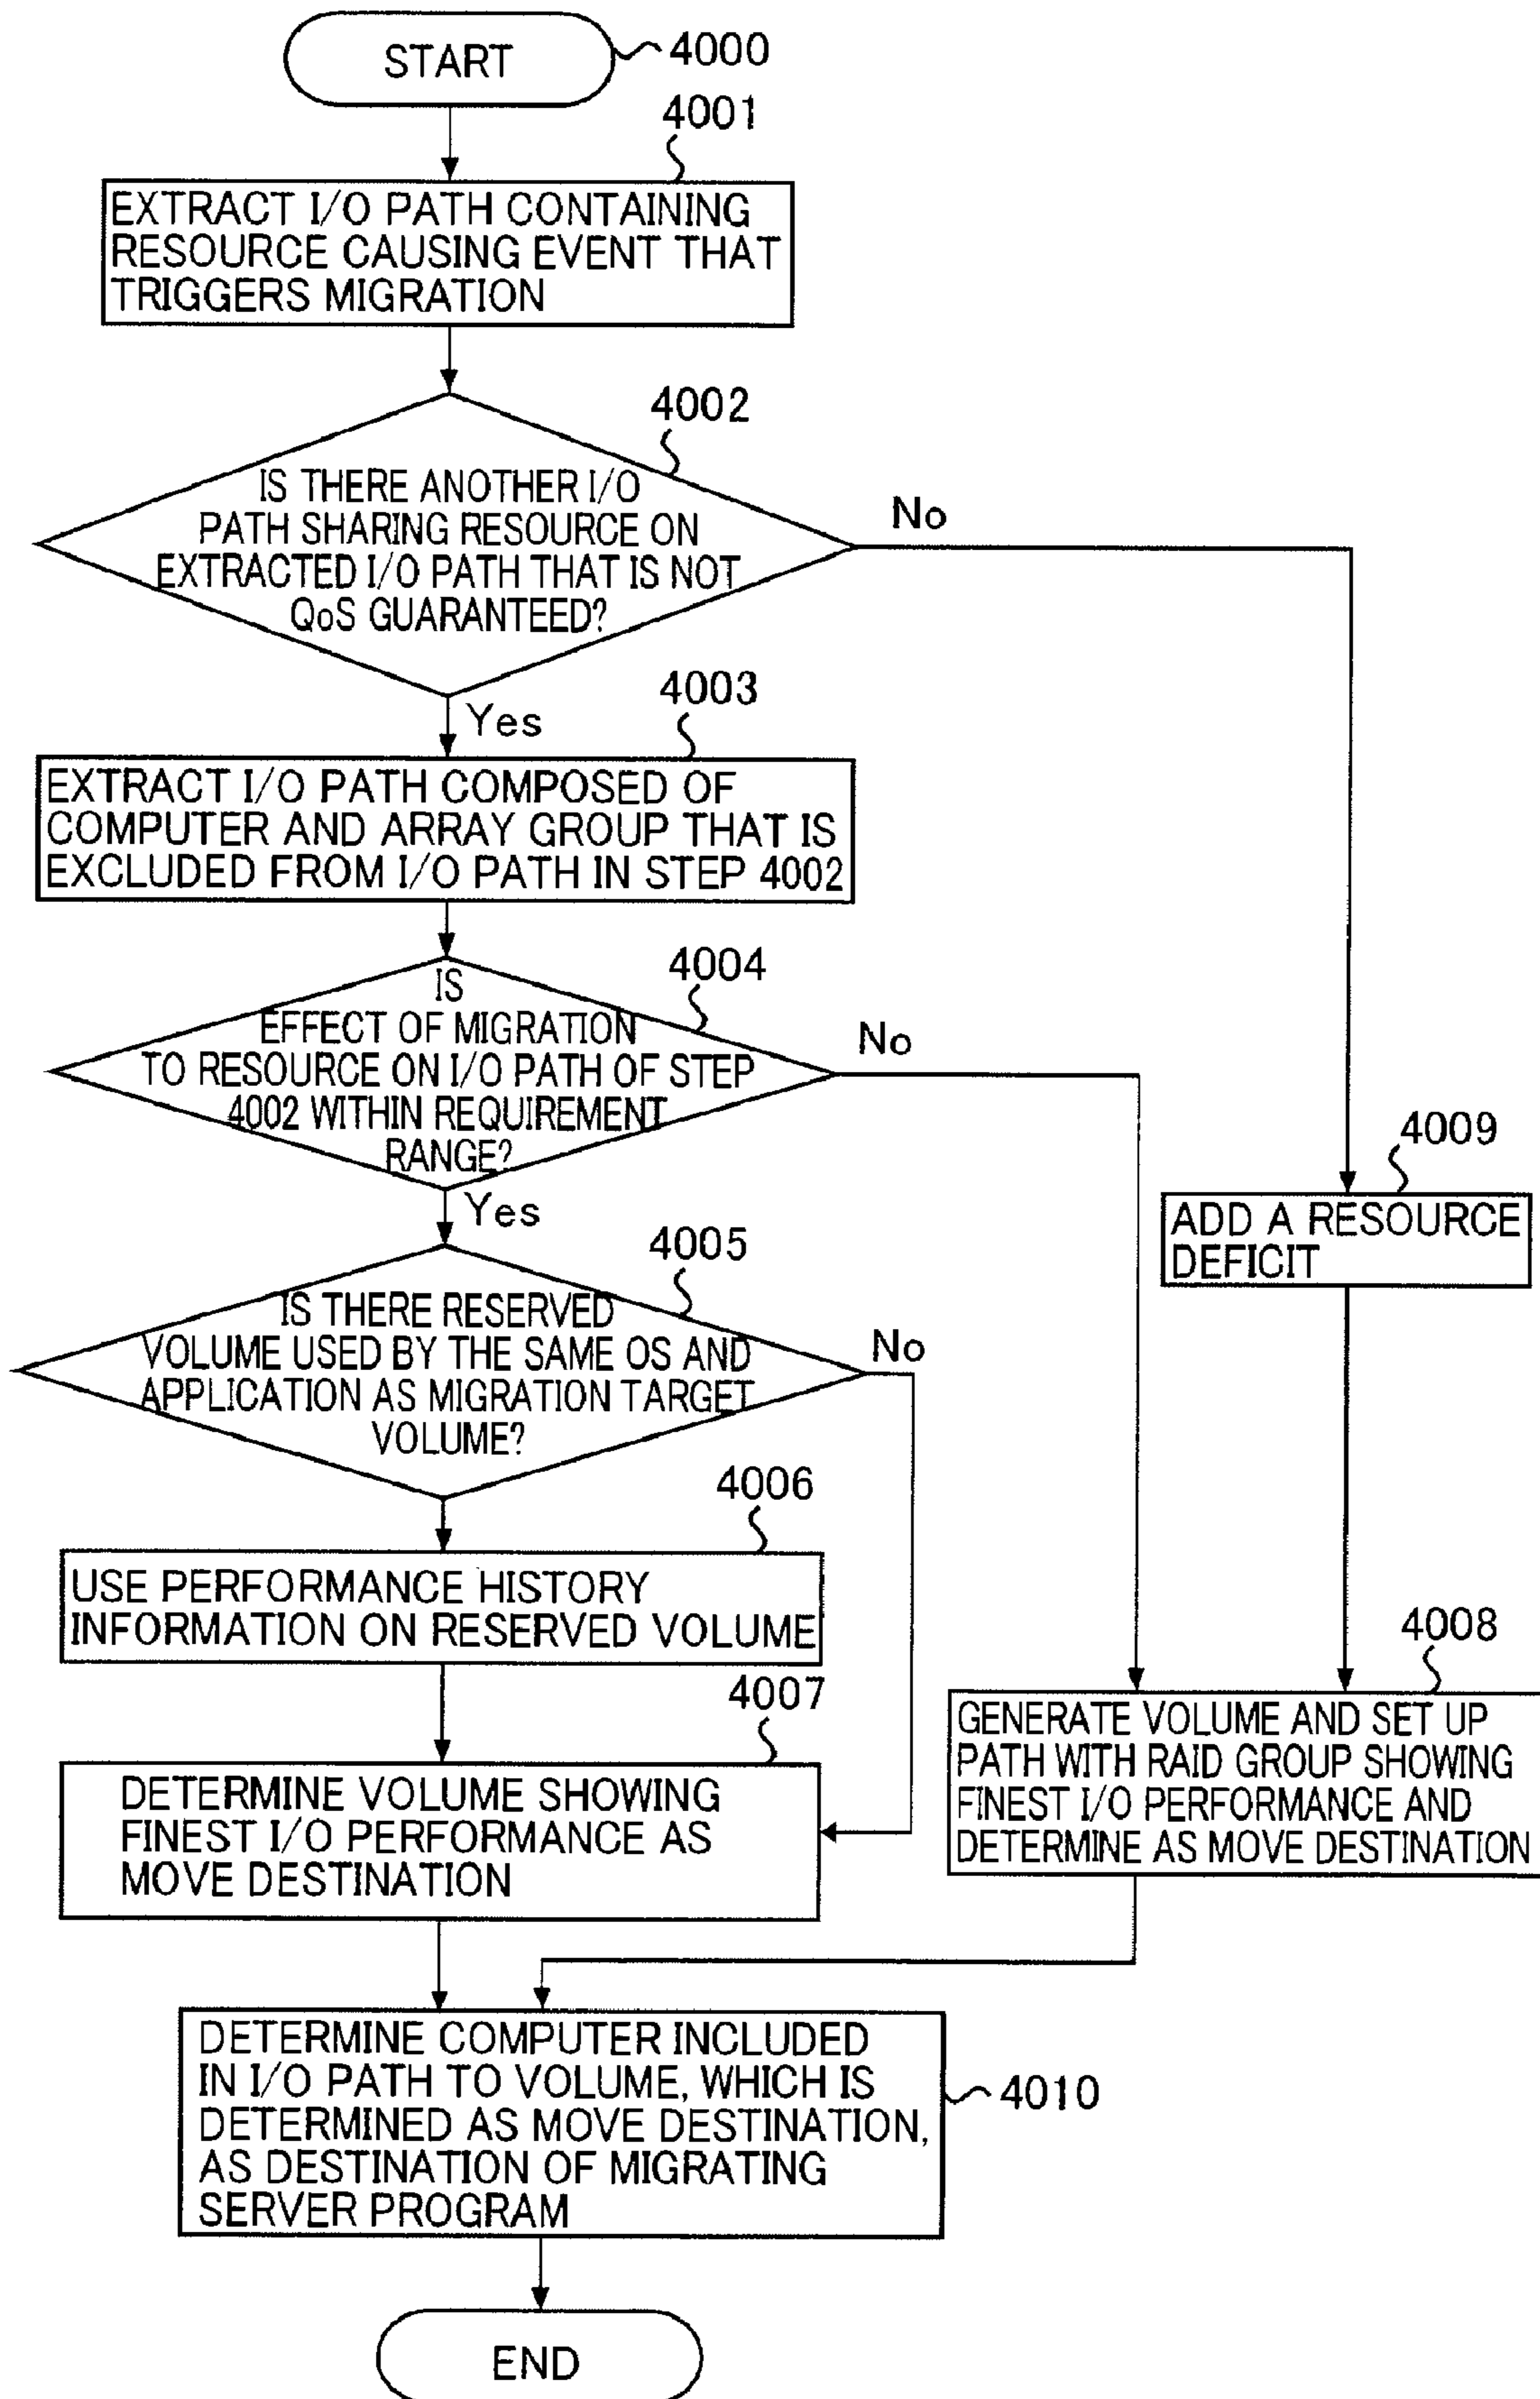 START
4000
4001
EXTRACT I/O PATH CONTAINING
RESOURCE CAUSING EVENT THAT
TRIGGERS MIGRATION
4002
IS THERE ANOTHER I/O
PATH SHARING RESOURCE ON
EXTRACTED I/O PATH THAT IS NOT
QoS GUARANTEED?
No
Yes
4003
EXTRACT I/O PATH COMPOSED OF
COMPUTER AND ARRAY GROUP THAT IS
EXCLUDED FROM I/O PATH IN STEP 4002
4004
IS
EFFECT OF MIGRATION
TO RESOURCE ON I/O PATH OF STEP
4002 WITHIN REQUIREMENT
RANGE?
No
Yes
4009
ADD A RESOURCE
DEFICIT
4005
IS THERE RESERVED
VOLUME USED BY THE SAME OS AND
APPLICATION AS MIGRATION TARGET
VOLUME?
No
4006
USE PERFORMANCE HISTORY
INFORMATION ON RESERVED VOLUME
4007
DETERMINE VOLUME SHOWING
FINEST I/O PERFORMANCE AS
MOVE DESTINATION
4008
GENERATE VOLUME AND SET UP
PATH WITH RAID GROUP SHOWING
FINEST I/O PERFORMANCE AND
DETERMINE AS MOVE DESTINATION
DETERMINE COMPUTER INCLUDED
IN I/O PATH TO VOLUME, WHICH IS
DETERMINED AS MOVE DESTINATION,
AS DESTINATION OF MIGRATING
SERVER PROGRAM
4010
END